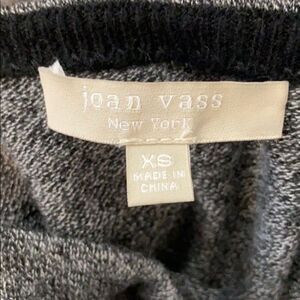 joan vass
New York
XS
MADE IN
CHINA